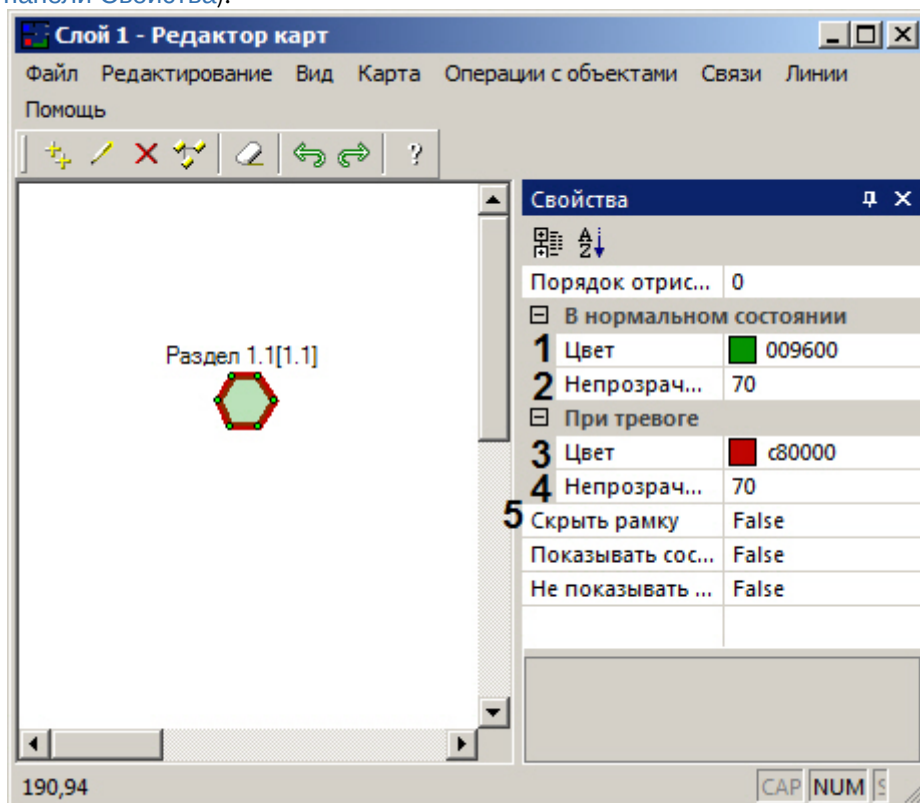 панели Свойства).
Слой 1 - Редактор карт
Файл Редактирование Вид Карта Операции с объектами Связи Линии
Помощь
?
Свойства
Порядок отрис... 0
В нормальном состоянии
1 Цвет 009600
2 Непрозрач... 70
При тревоге
3 Цвет c80000
4 Непрозрач... 70
5 Скрыть рамку False
Показывать сос... False
Не показывать ... False
Раздел 1.1[1.1]
190,94
CAP NUM S